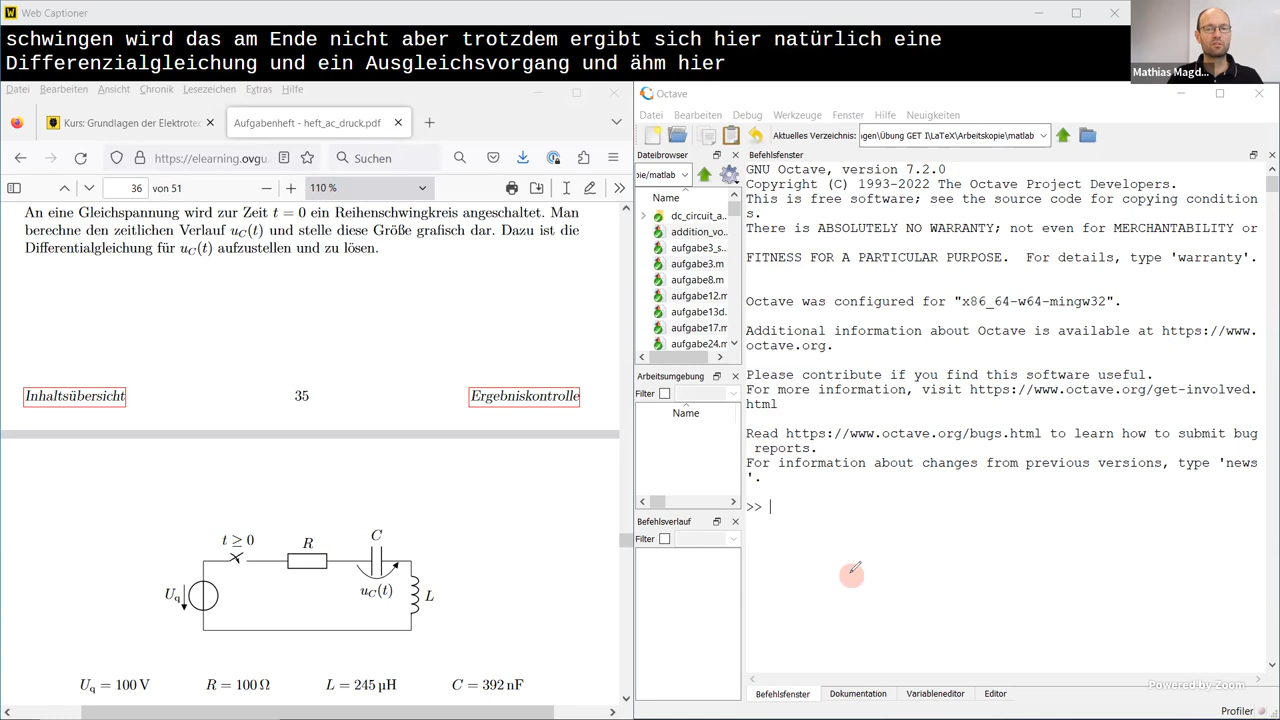 Web Captioner
schwingen wird das am Ende nicht aber trotzdem ergibt sich hier natürlich eine
Differenzialgleichung und ein Ausgleichsvorgang und ähm hier
Mathias Magd...
Datei Bearbeiten Ansicht Chronik Lesezeichen Extras Hilfe
Kurs: Grundlagen der Elektro
Aufgabenheft - heft_ac_druck.pdf
https://elearning.ovgu
Suchen
36 von 51
110 %
An eine Gleichspannung wird zur Zeit t = 0 ein Reihenschwingkreis angeschaltet. Man
berechne den zeitlichen Verlauf uC(t) und stelle diese Größe grafisch dar. Dazu ist die
Differentialgleichung für uC(t) aufzustellen und zu lösen.
Inhaltsübersicht
35
Ergebniskontrolle
t ≥ 0
R
C
Uq
uC(t)
L
Uq = 100 V R = 100 Ω L = 245 µH C = 392 nF
Octave
Datei Bearbeiten Debug Werkzeuge Fenster Hilfe Neuigkeiten
Aktuelles Verzeichnis:
ıgen\Übung GET I\LaTeX\Arbeitskopie\matlab
Dateibrowser
pie/matlab
Name
dc_circuit_a...
addition_vo...
aufgabe3_s...
aufgabe3.m
aufgabe8.m
aufgabe12.m
aufgabe13d.
aufgabe17.m
aufgabe24.m
Arbeitsumgebung
Filter
Name
Befehlsverlauf
Filter
Befehlsfenster
GNU Octave, version 7.2.0
Copyright (C) 1993-2022 The Octave Project Developers.
This is free software; see the source code for copying condition
s.
There is ABSOLUTELY NO WARRANTY; not even for MERCHANTABILITY or
FITNESS FOR A PARTICULAR PURPOSE.  For details, type 'warranty'.
Octave was configured for "x86_64-w64-mingw32".
Additional information about Octave is available at https://www.
octave.org.
Please contribute if you find this software useful.
For more information, visit https://www.octave.org/get-involved.
html
Read https://www.octave.org/bugs.html to learn how to submit bug
reports.
For information about changes from previous versions, type 'news
'.
>>
Befehlsfenster Dokumentation Variableneditor Editor
Powered by Zoom
Profiler